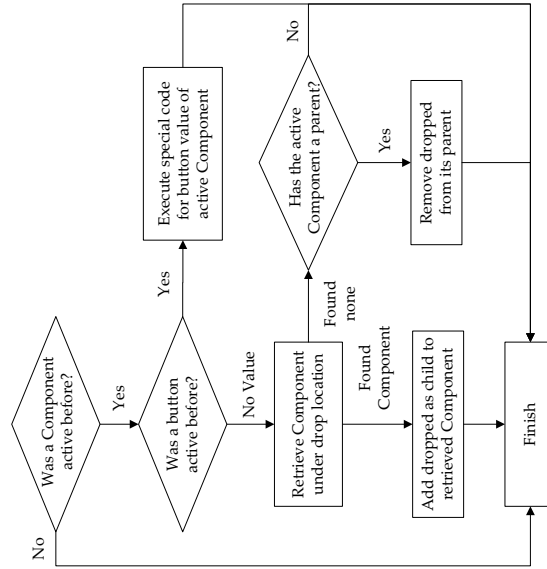 Was a Component
active before?
No
Yes
Was a button
active before?
Yes
Execute special code
for button value of
active Component
No Value
Retrieve Component
under drop location
Found
none
Has the active
Component a parent?
No
Yes
Found
Component
Add dropped as child to
retrieved Component
Remove dropped
from its parent
Finish